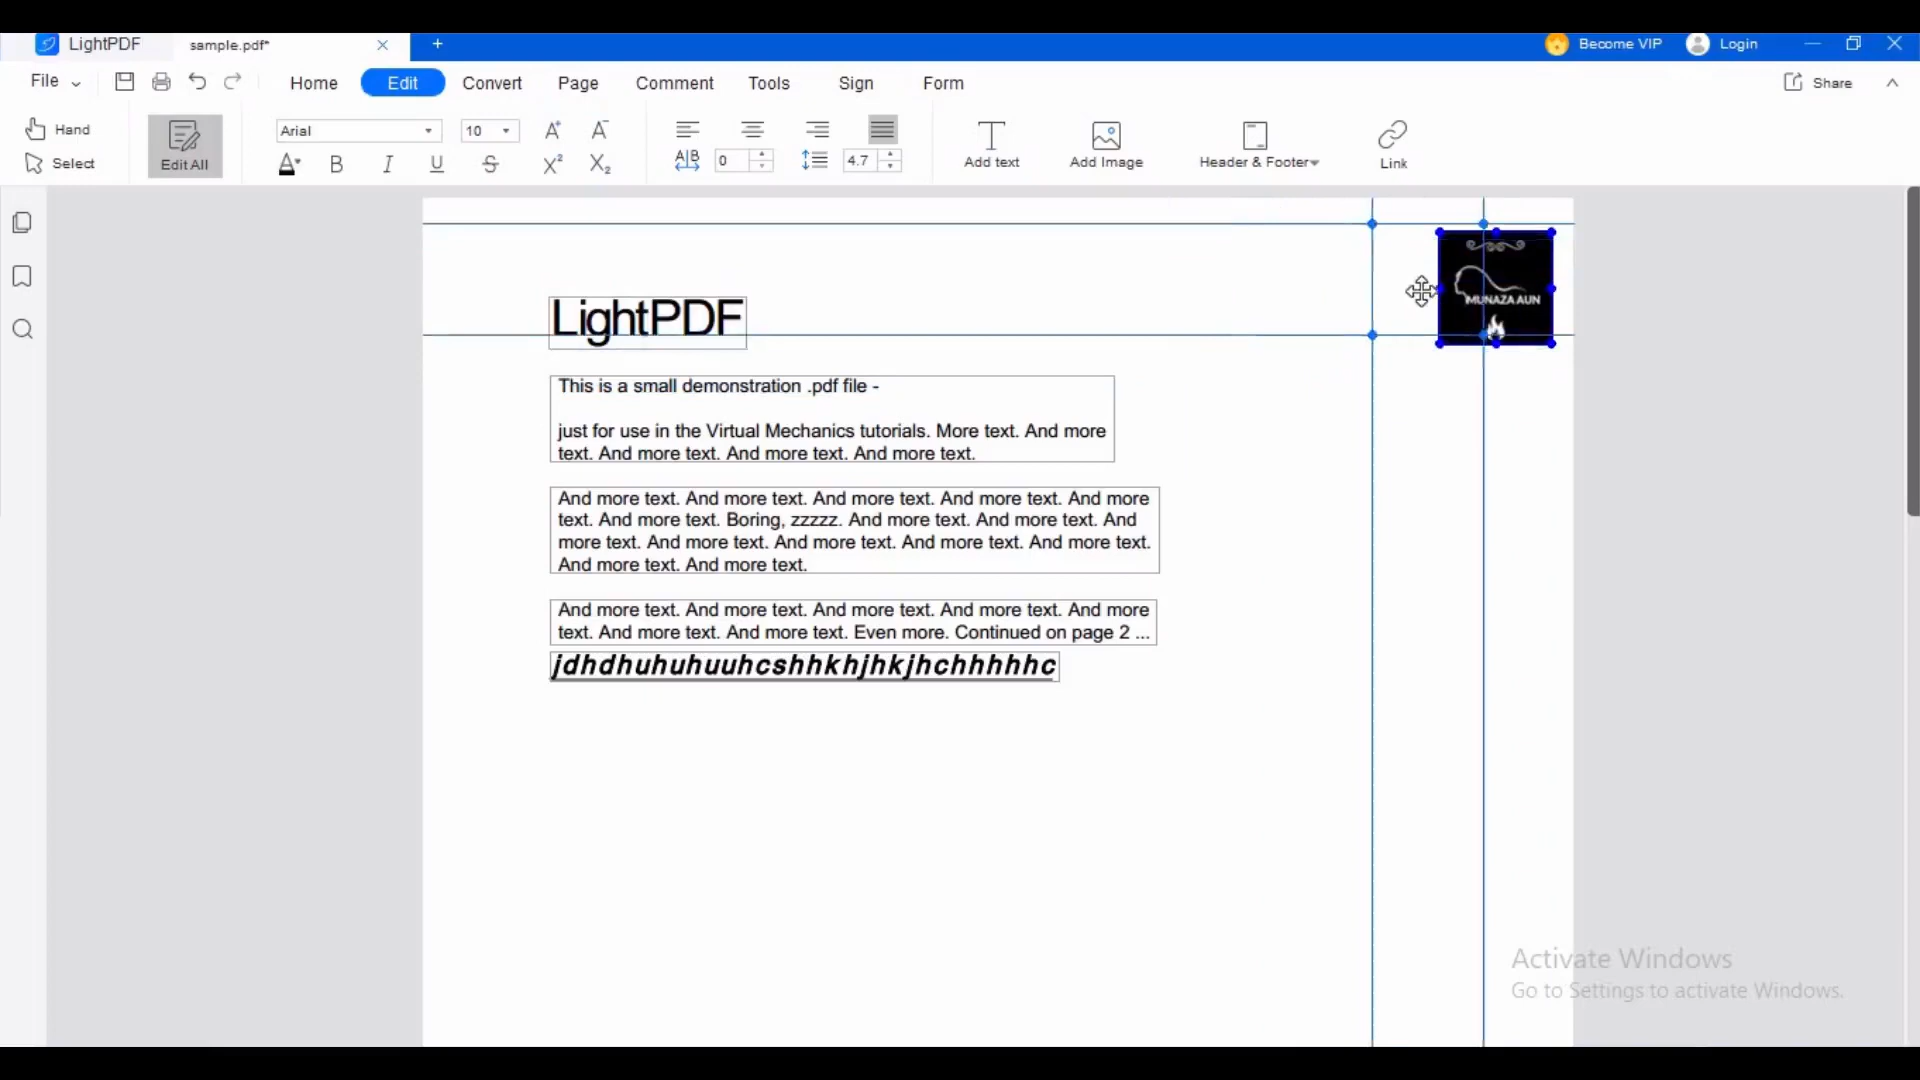 LightPDF
sample.pdf*
Become VIP
Login
File
Home
Edit
Convert
Page
Comment
Tools
Sign
Form
Share
Hand
Select
Edit All
Arial
10
A+
A-
A
B
I
U
S
X²
X₂
A|B
0
4.7
Add text
Add Image
Header & Footer
Link
MUNAZA AUN
LightPDF
This is a small demonstration .pdf file -
just for use in the Virtual Mechanics tutorials. More text. And more
text. And more text. And more text. And more text.
And more text. And more text. And more text. And more text. And more
text. And more text. Boring, zzzzz. And more text. And more text. And
more text. And more text. And more text. And more text. And more text.
And more text. And more text.
And more text. And more text. And more text. And more text. And more
text. And more text. And more text. Even more. Continued on page 2 ...
jdhdhuhuhuuhcshhkhjhkjhchhhhhc
Activate Windows
Go to Settings to activate Windows.